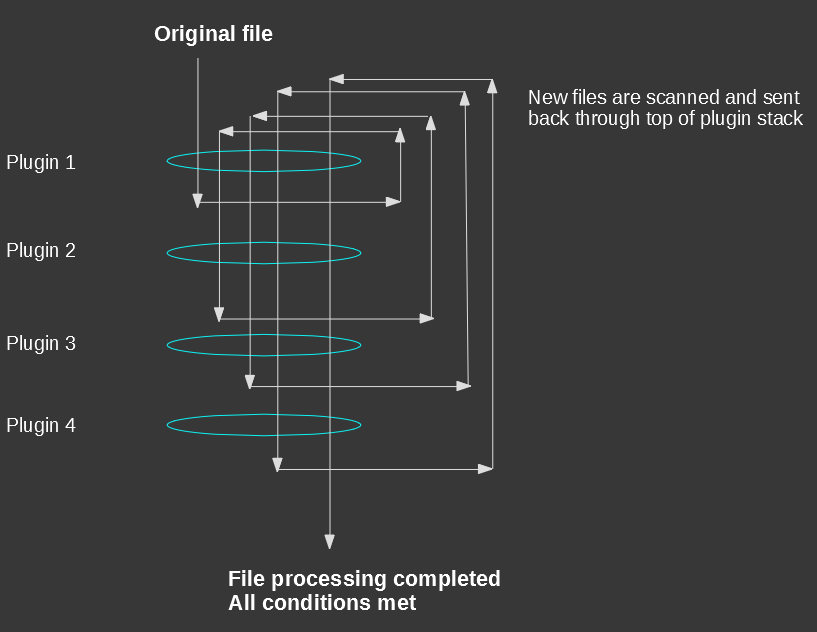 Original file
New files are scanned and sent
back through top of plugin stack
Plugin 1
Plugin 2
Plugin 3
Plugin 4
File processing completed
All conditions met